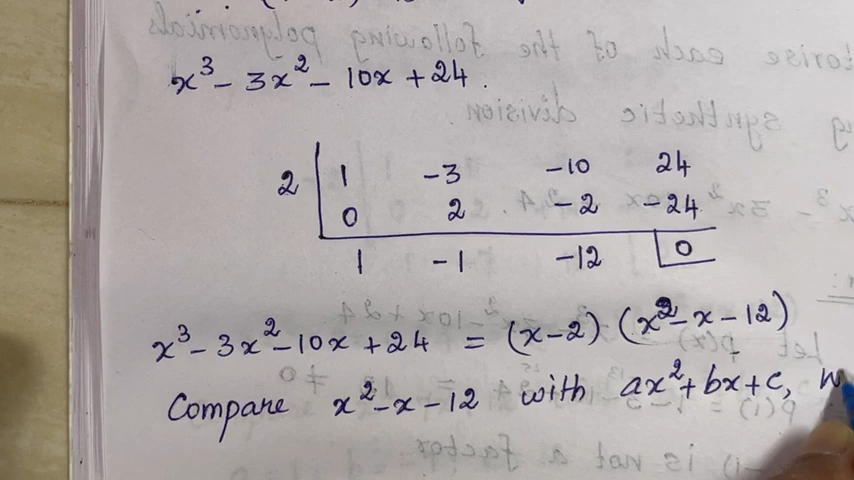 x³ - 3x² - 10x + 24.
2 | 1 -3 -10 24
0 2 -2 -24
1 -1 -12 0
x³ - 3x² - 10x + 24 = (x-2) (x² - x - 12)
Compare x² - x - 12 with ax² + bx + c,